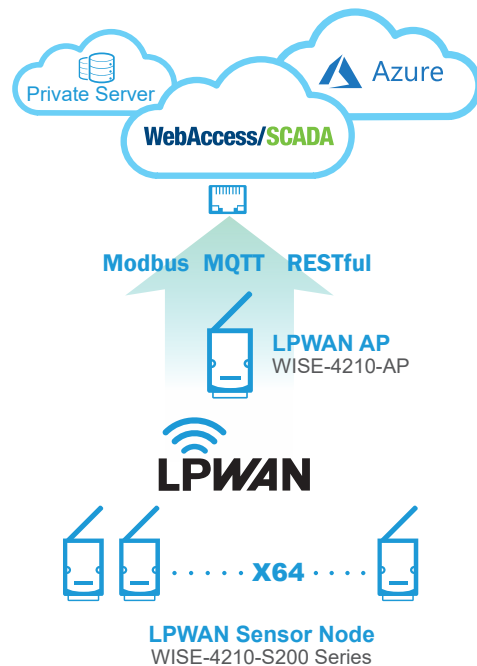 Private Server
Azure
WebAccess/SCADA
Modbus MQTT RESTful
LPWAN AP
WISE-4210-AP
LPWAN
X64
LPWAN Sensor Node
WISE-4210-S200 Series